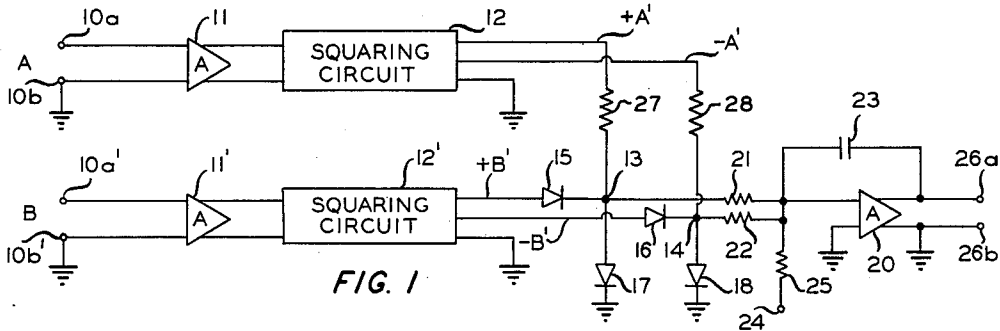 10a
11
12
+A'
-A'
A
A
SQUARING
CIRCUIT
10b
27
28
23
10a'
11'
12'
+B'
15
13
21
26a
B
A
SQUARING
CIRCUIT
A
10b'
-B'
16
14
22
20
26b
FIG. 1
17
18
25
24